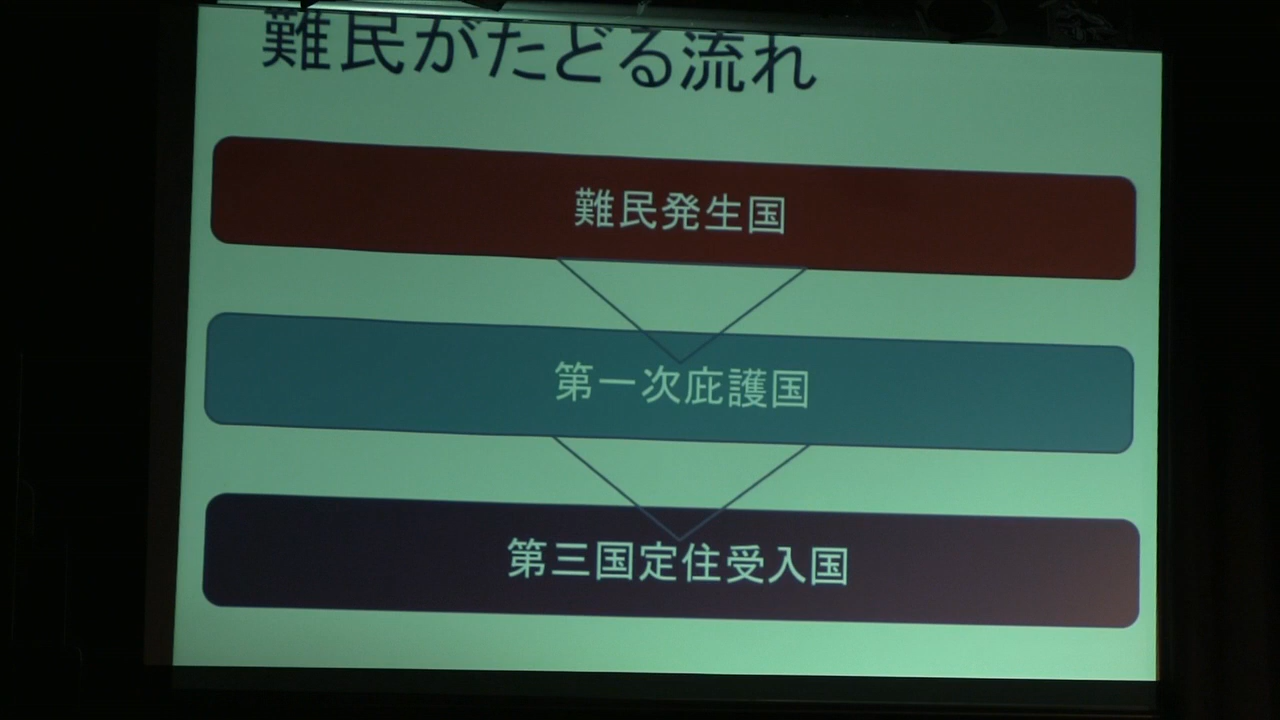 難民がたどる流れ
難民発生国
第一次庇護国
第三国定住受入国